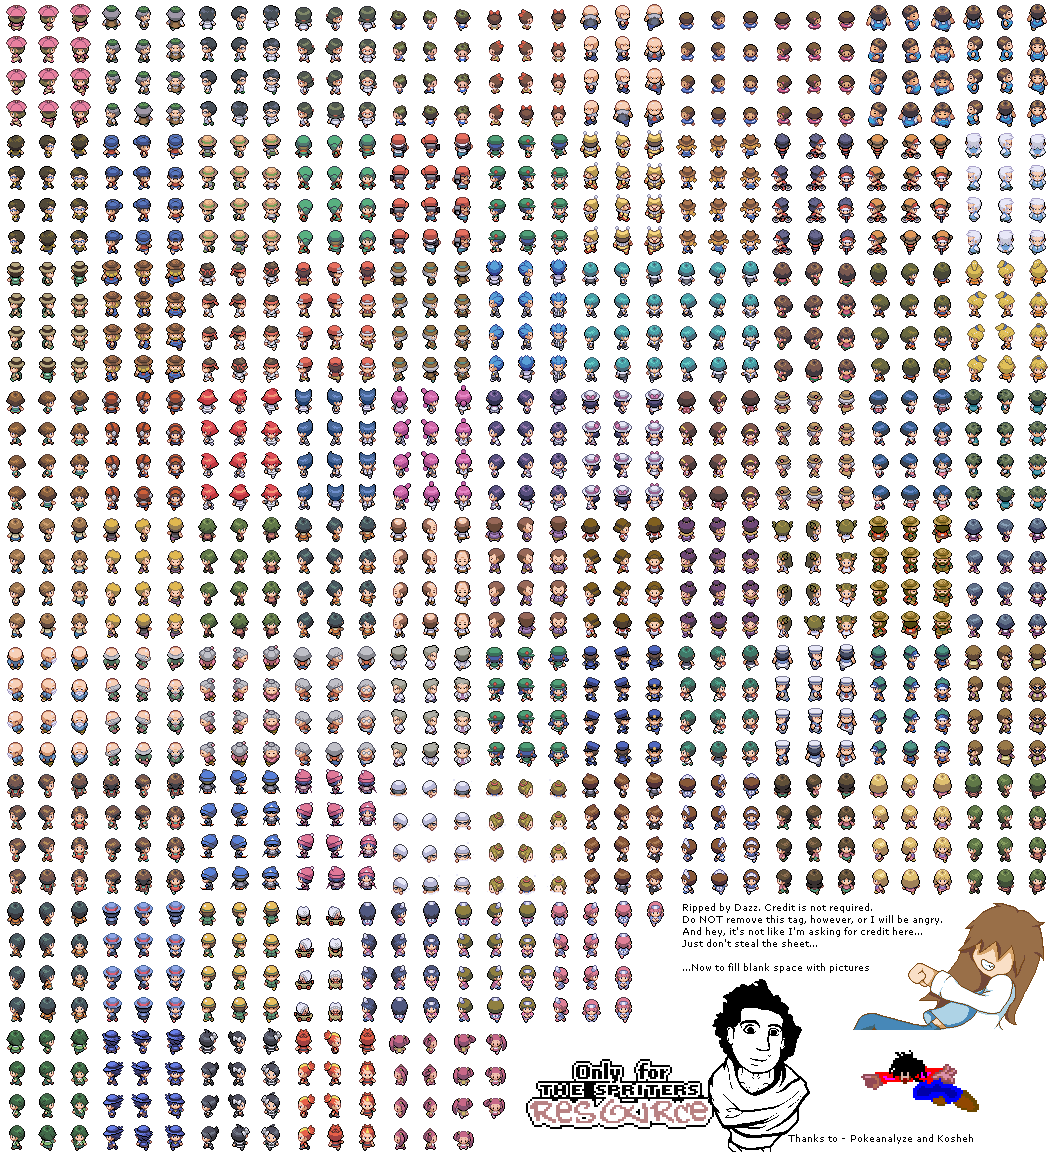 Ripped by Dazz. Credit is not required.
Do NOT remove this tag, however, or I will be angry.
And hey, it's not like I'm asking for credit here...
Just don't steal the sheet...
...Now to fill blank space with pictures
Only for
THE SPRITERS
RESOURCE
Thanks to - Pokeanalyze and Kosheh